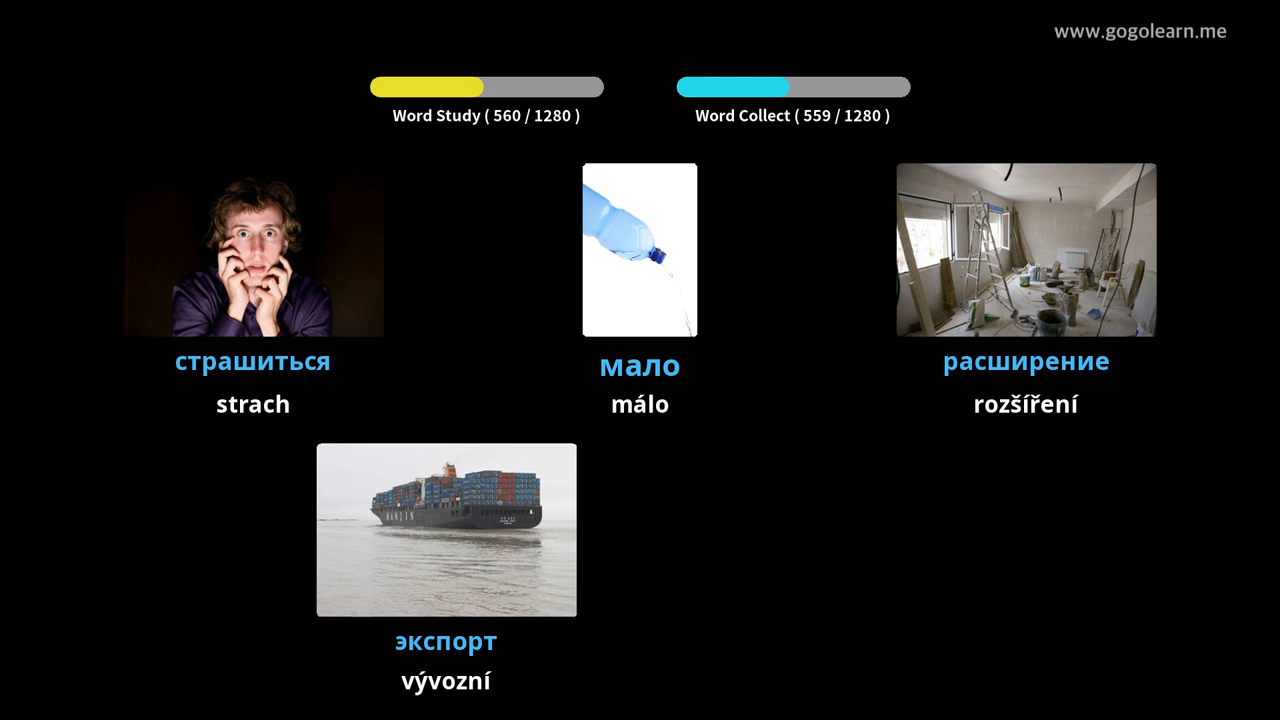 www.gogolearn.me
Word Study ( 560 / 1280 )
Word Collect ( 559 / 1280 )
страшиться
strach
мало
málo
расширение
rozšíření
HANJIN
экспорт
vývozní